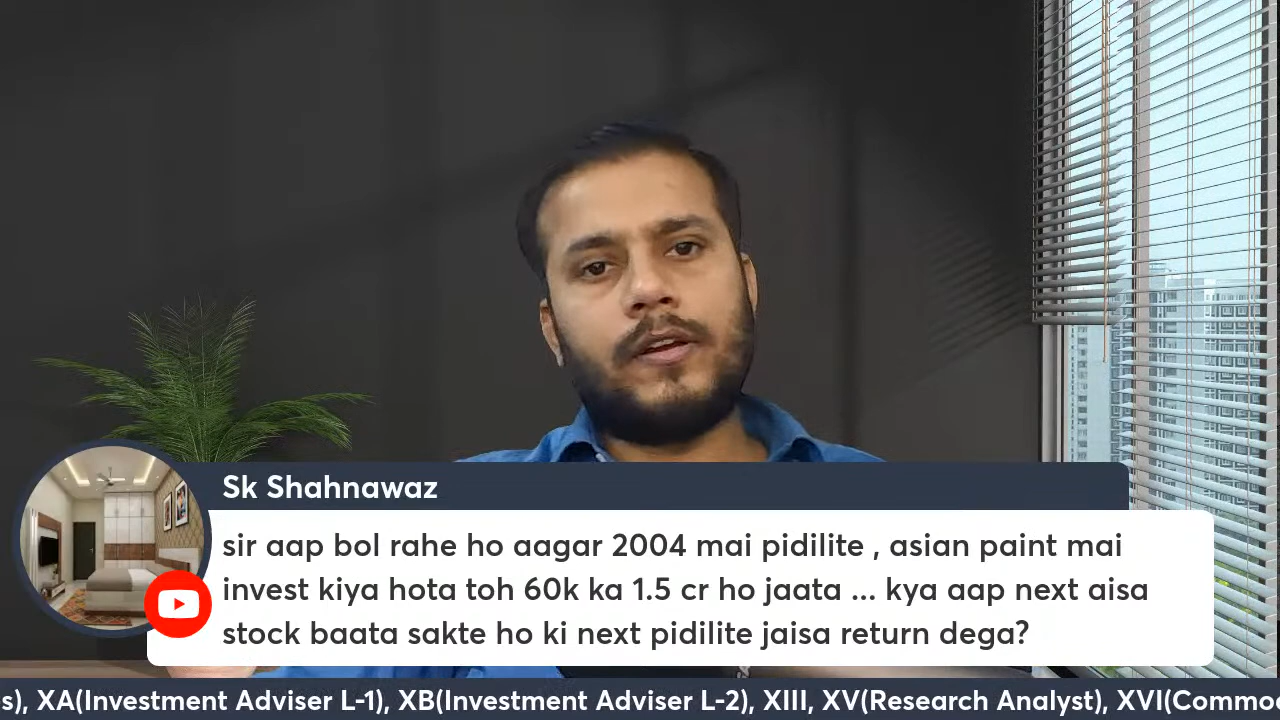 Sk Shahnawaz
sir aap bol rahe ho aagar 2004 mai pidilite , asian paint mai
invest kiya hota toh 60k ka 1.5 cr ho jaata ... kya aap next aisa
stock baata sakte ho ki next pidilite jaisa return dega?
s), XA(Investment Adviser L-1), XB(Investment Adviser L-2), XIII, XV(Research Analyst), XVI(Commo